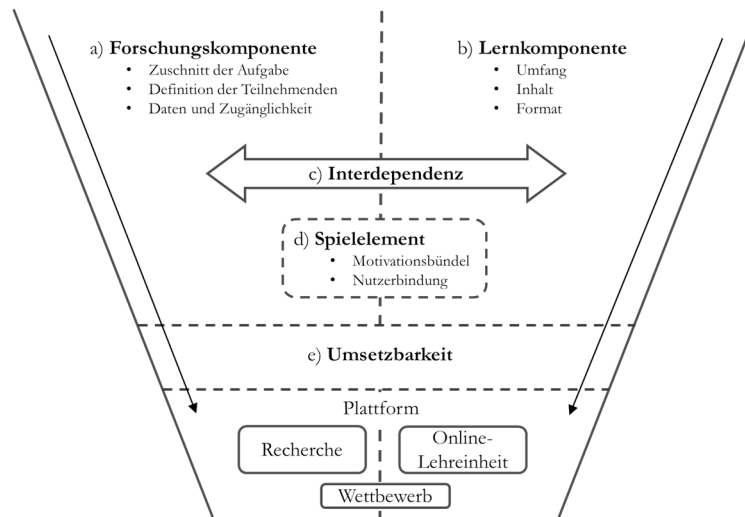 a) Forschungskomponente
• Zuschnitt der Aufgabe
• Definition der Teilnehmenden
• Daten und Zugänglichkeit
b) Lernkomponente
• Umfang
• Inhalt
• Format
c) Interdependenz
d) Spielelement
• Motivationsbündel
• Nutzerbindung
e) Umsetzbarkeit
Plattform
Recherche
Online-
Lehreinheit
Wettbewerb